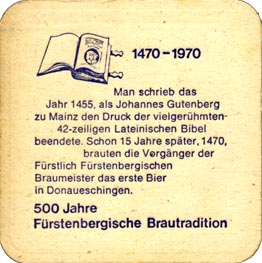 1470-1970
Man schrieb das
Jahr 1455, als Johannes Gutenberg
zu Mainz den Druck der vielgerühmten-
42-zeiligen Lateinischen Bibel
beendete. Schon 15 Jahre später, 1470,
brauten die Vorgänger der
Fürstlich Fürstenbergischen
Braumeister das erste Bier
in Donaueschingen.
500 Jahre
Fürstenbergische Brautradition